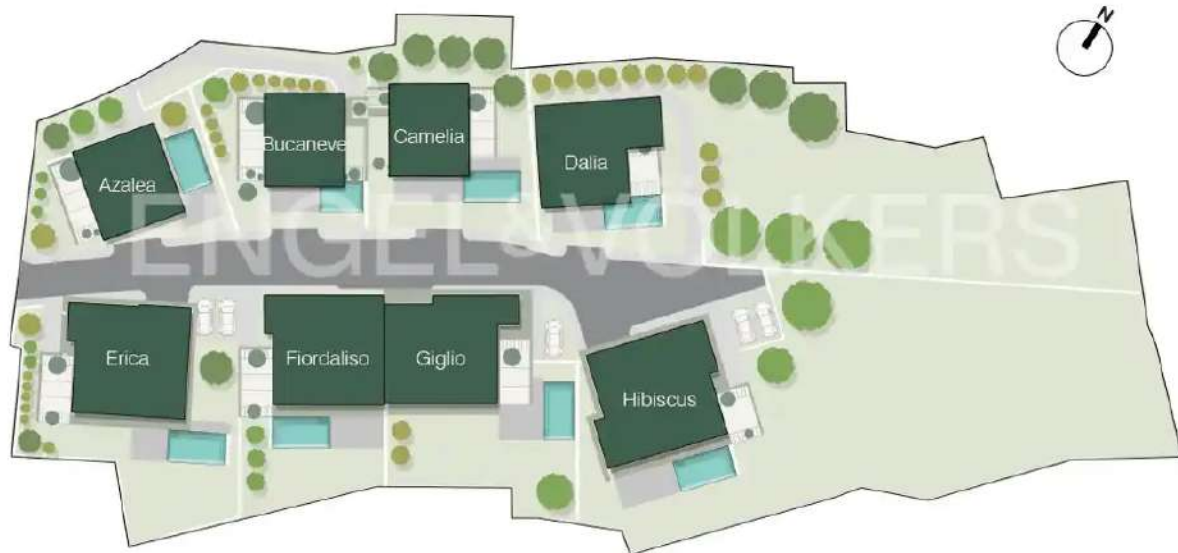 N
Bucaneve
Camelia
Dalia
Azalea
ENGEL & VÖLKERS
Erica
Fiordaliso
Giglio
Hibiscus